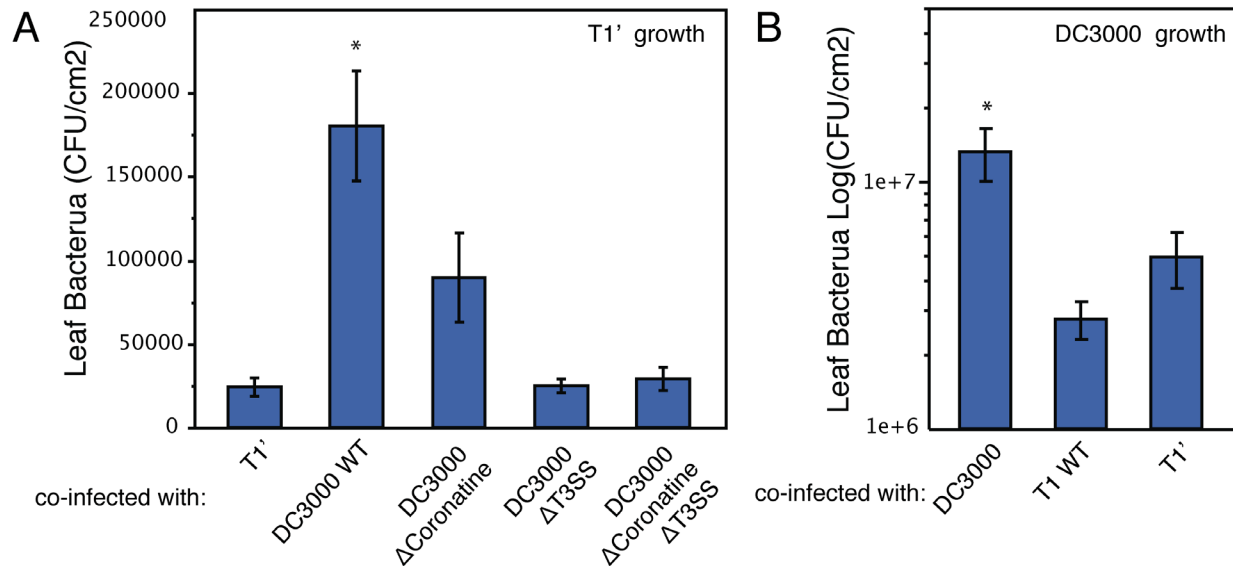 A
T1’ growth
Leaf Bacterua (CFU/cm2)
250000
200000
150000
100000
50000
0
*
co-infected with:
T1’
DC3000 WT
DC3000
ΔCoronatine
DC3000
ΔT3SS
DC3000
ΔCoronatine
ΔT3SS
B
DC3000 growth
Leaf Bacterua Log(CFU/cm2)
1e+7
1e+6
*
co-infected with:
DC3000
T1 WT
T1’